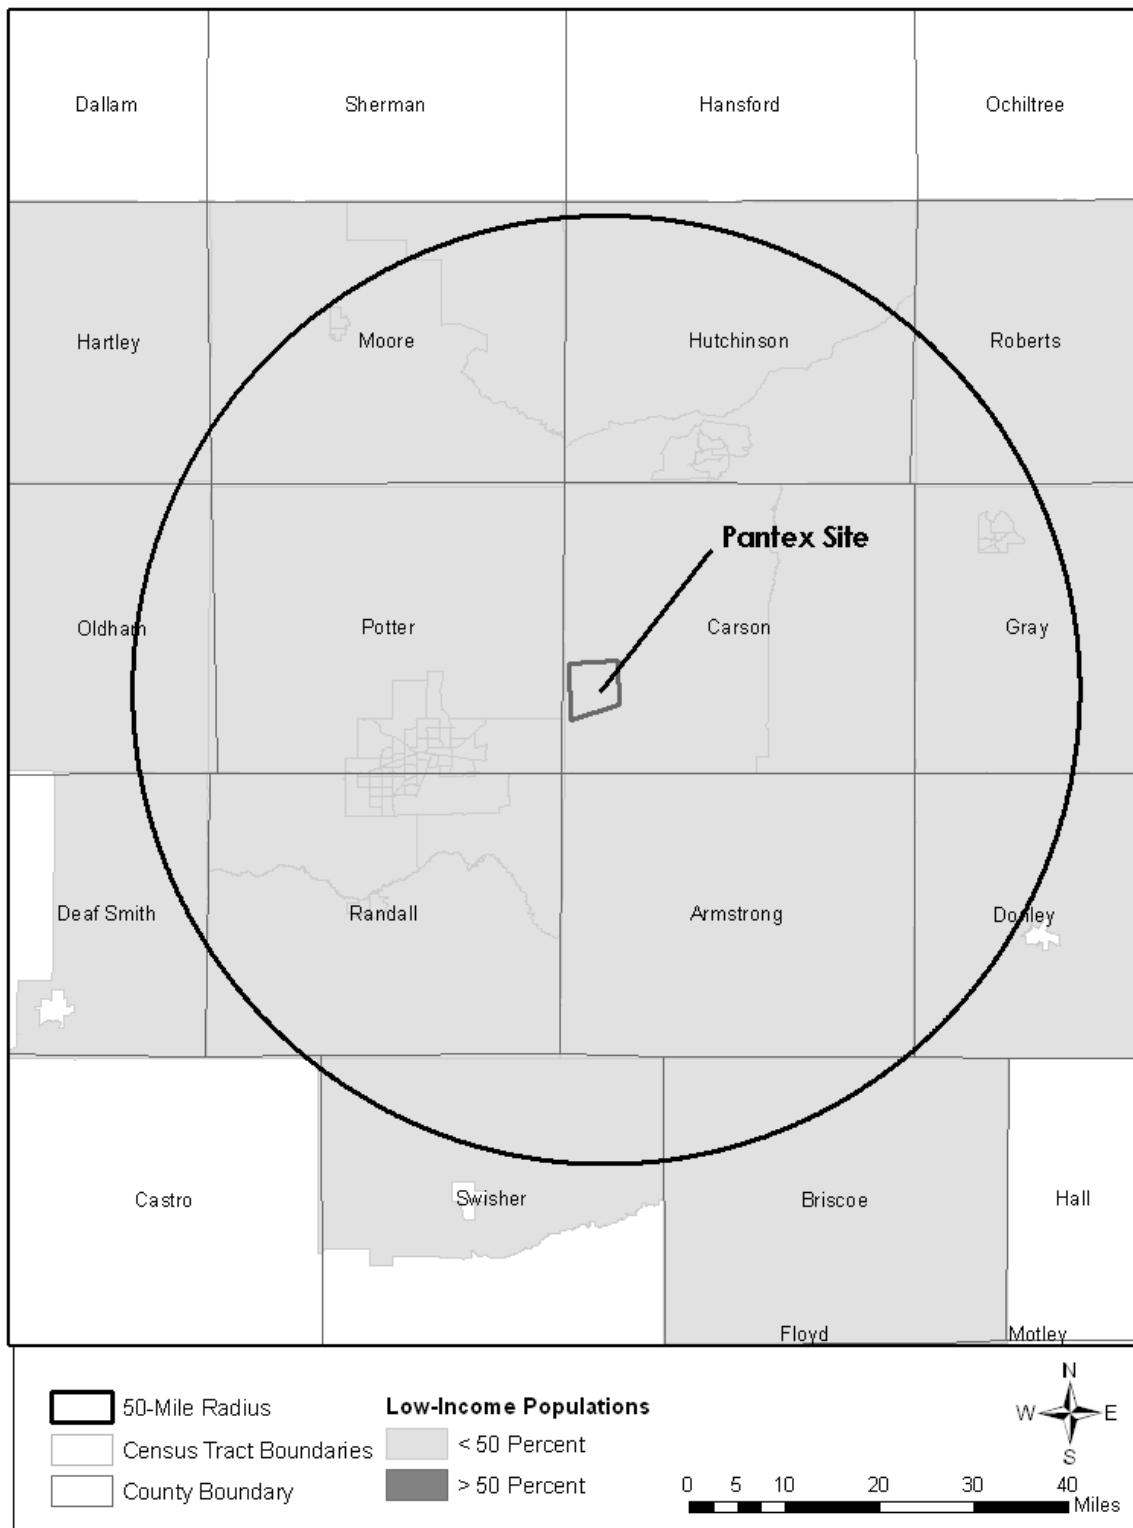 Dallam Sherman Hansford Ochiltree
Hartley Moore Hutchinson Roberts
Pantex Site
Oldham Potter Carson Gray
Deaf Smith Randall Armstrong Donley
Castro Swisher Briscoe Hall
Floyd Motley
50-Mile Radius
Census Tract Boundaries
County Boundary
Low-Income Populations
< 50 Percent
> 50 Percent
N
W E
S
0 5 10 20 30 40
Miles